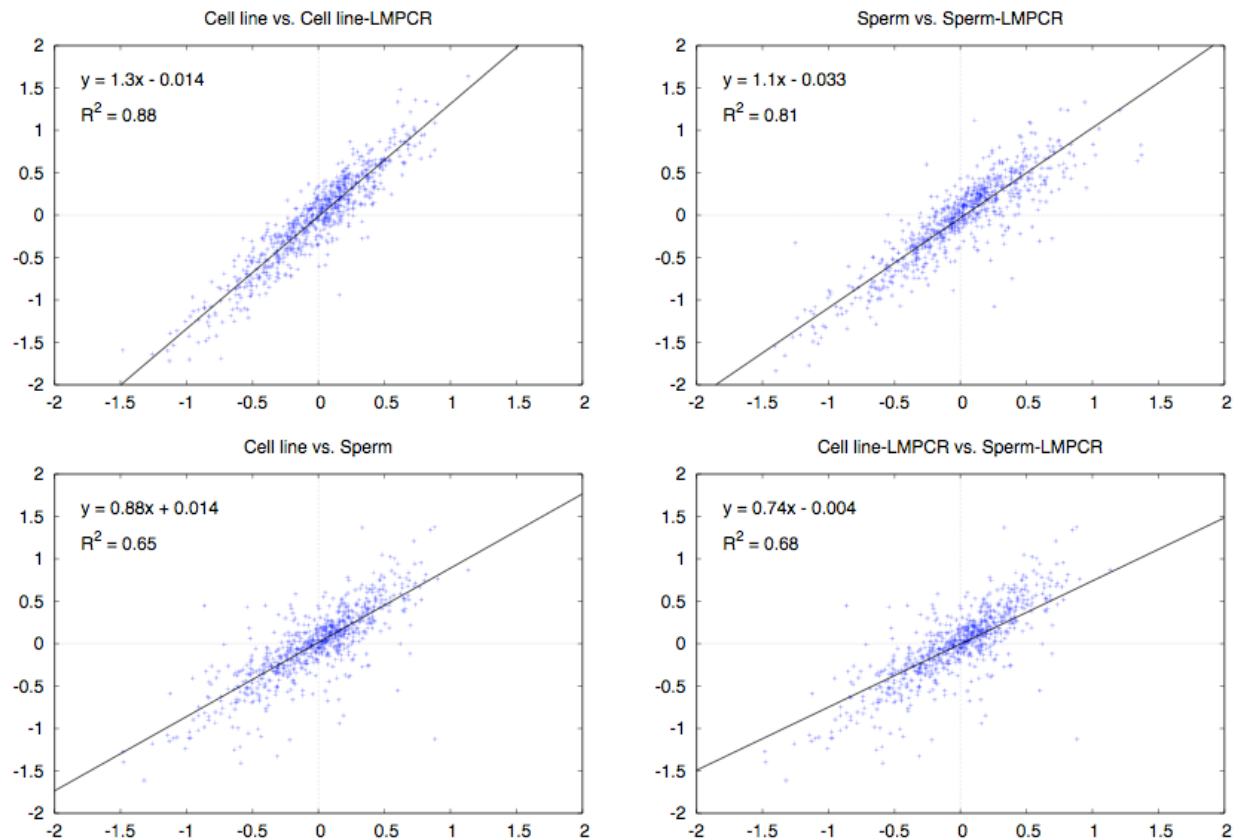 Cell line vs. Cell line-LMPCR
2
y = 1.3x - 0.014
1.5
R² = 0.88
1
0.5
0
-0.5
-1
-1.5
-2
-2 -1.5 -1 -0.5 0 0.5 1 1.5 2
Sperm vs. Sperm-LMPCR
2
y = 1.1x - 0.033
1.5
R² = 0.81
1
0.5
0
-0.5
-1
-1.5
-2
-2 -1.5 -1 -0.5 0 0.5 1 1.5 2
Cell line vs. Sperm
2
y = 0.88x + 0.014
1.5
R² = 0.65
1
0.5
0
-0.5
-1
-1.5
-2
-2 -1.5 -1 -0.5 0 0.5 1 1.5 2
Cell line-LMPCR vs. Sperm-LMPCR
2
y = 0.74x - 0.004
1.5
R² = 0.68
1
0.5
0
-0.5
-1
-1.5
-2
-2 -1.5 -1 -0.5 0 0.5 1 1.5 2